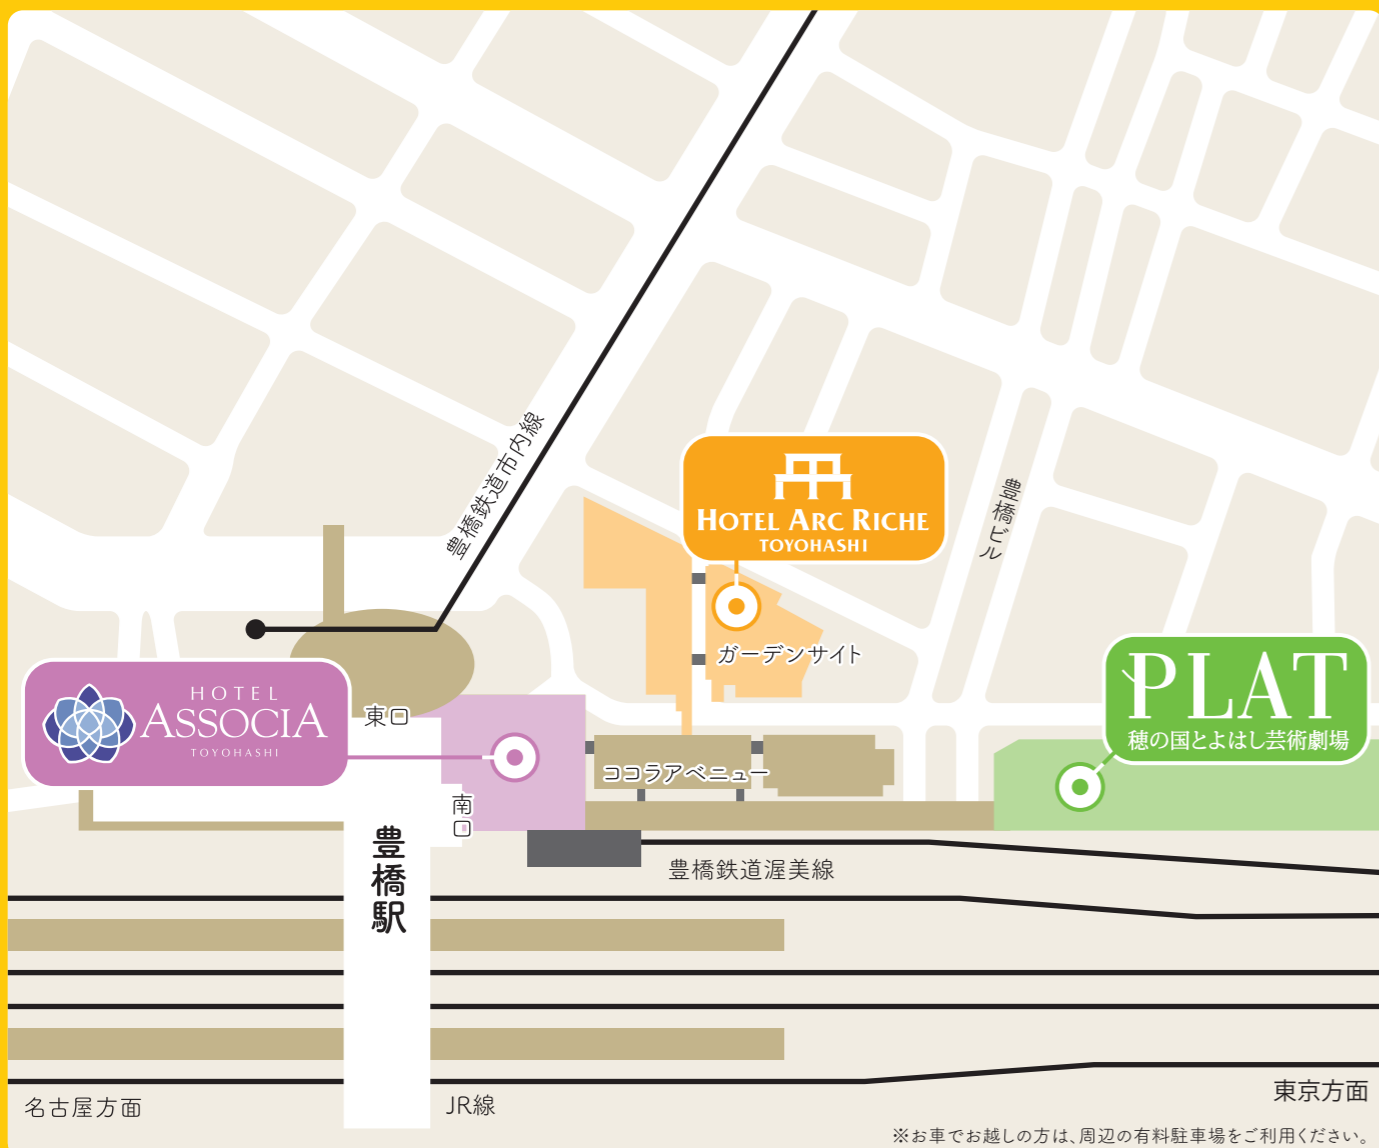 豊橋鉄道市内線
HOTEL ARC RICHE
TOYOHASHI
豊橋ビル
ガーデンサイト
HOTEL
ASSOCIA
TOYOHASHI
東口
PLAT
穂の国とよはし芸術劇場
ココラアベニュー
南口
豊橋駅
豊橋鉄道渥美線
名古屋方面
JR線
東京方面
※お車でお越しの方は、周辺の有料駐車場をご利用ください。